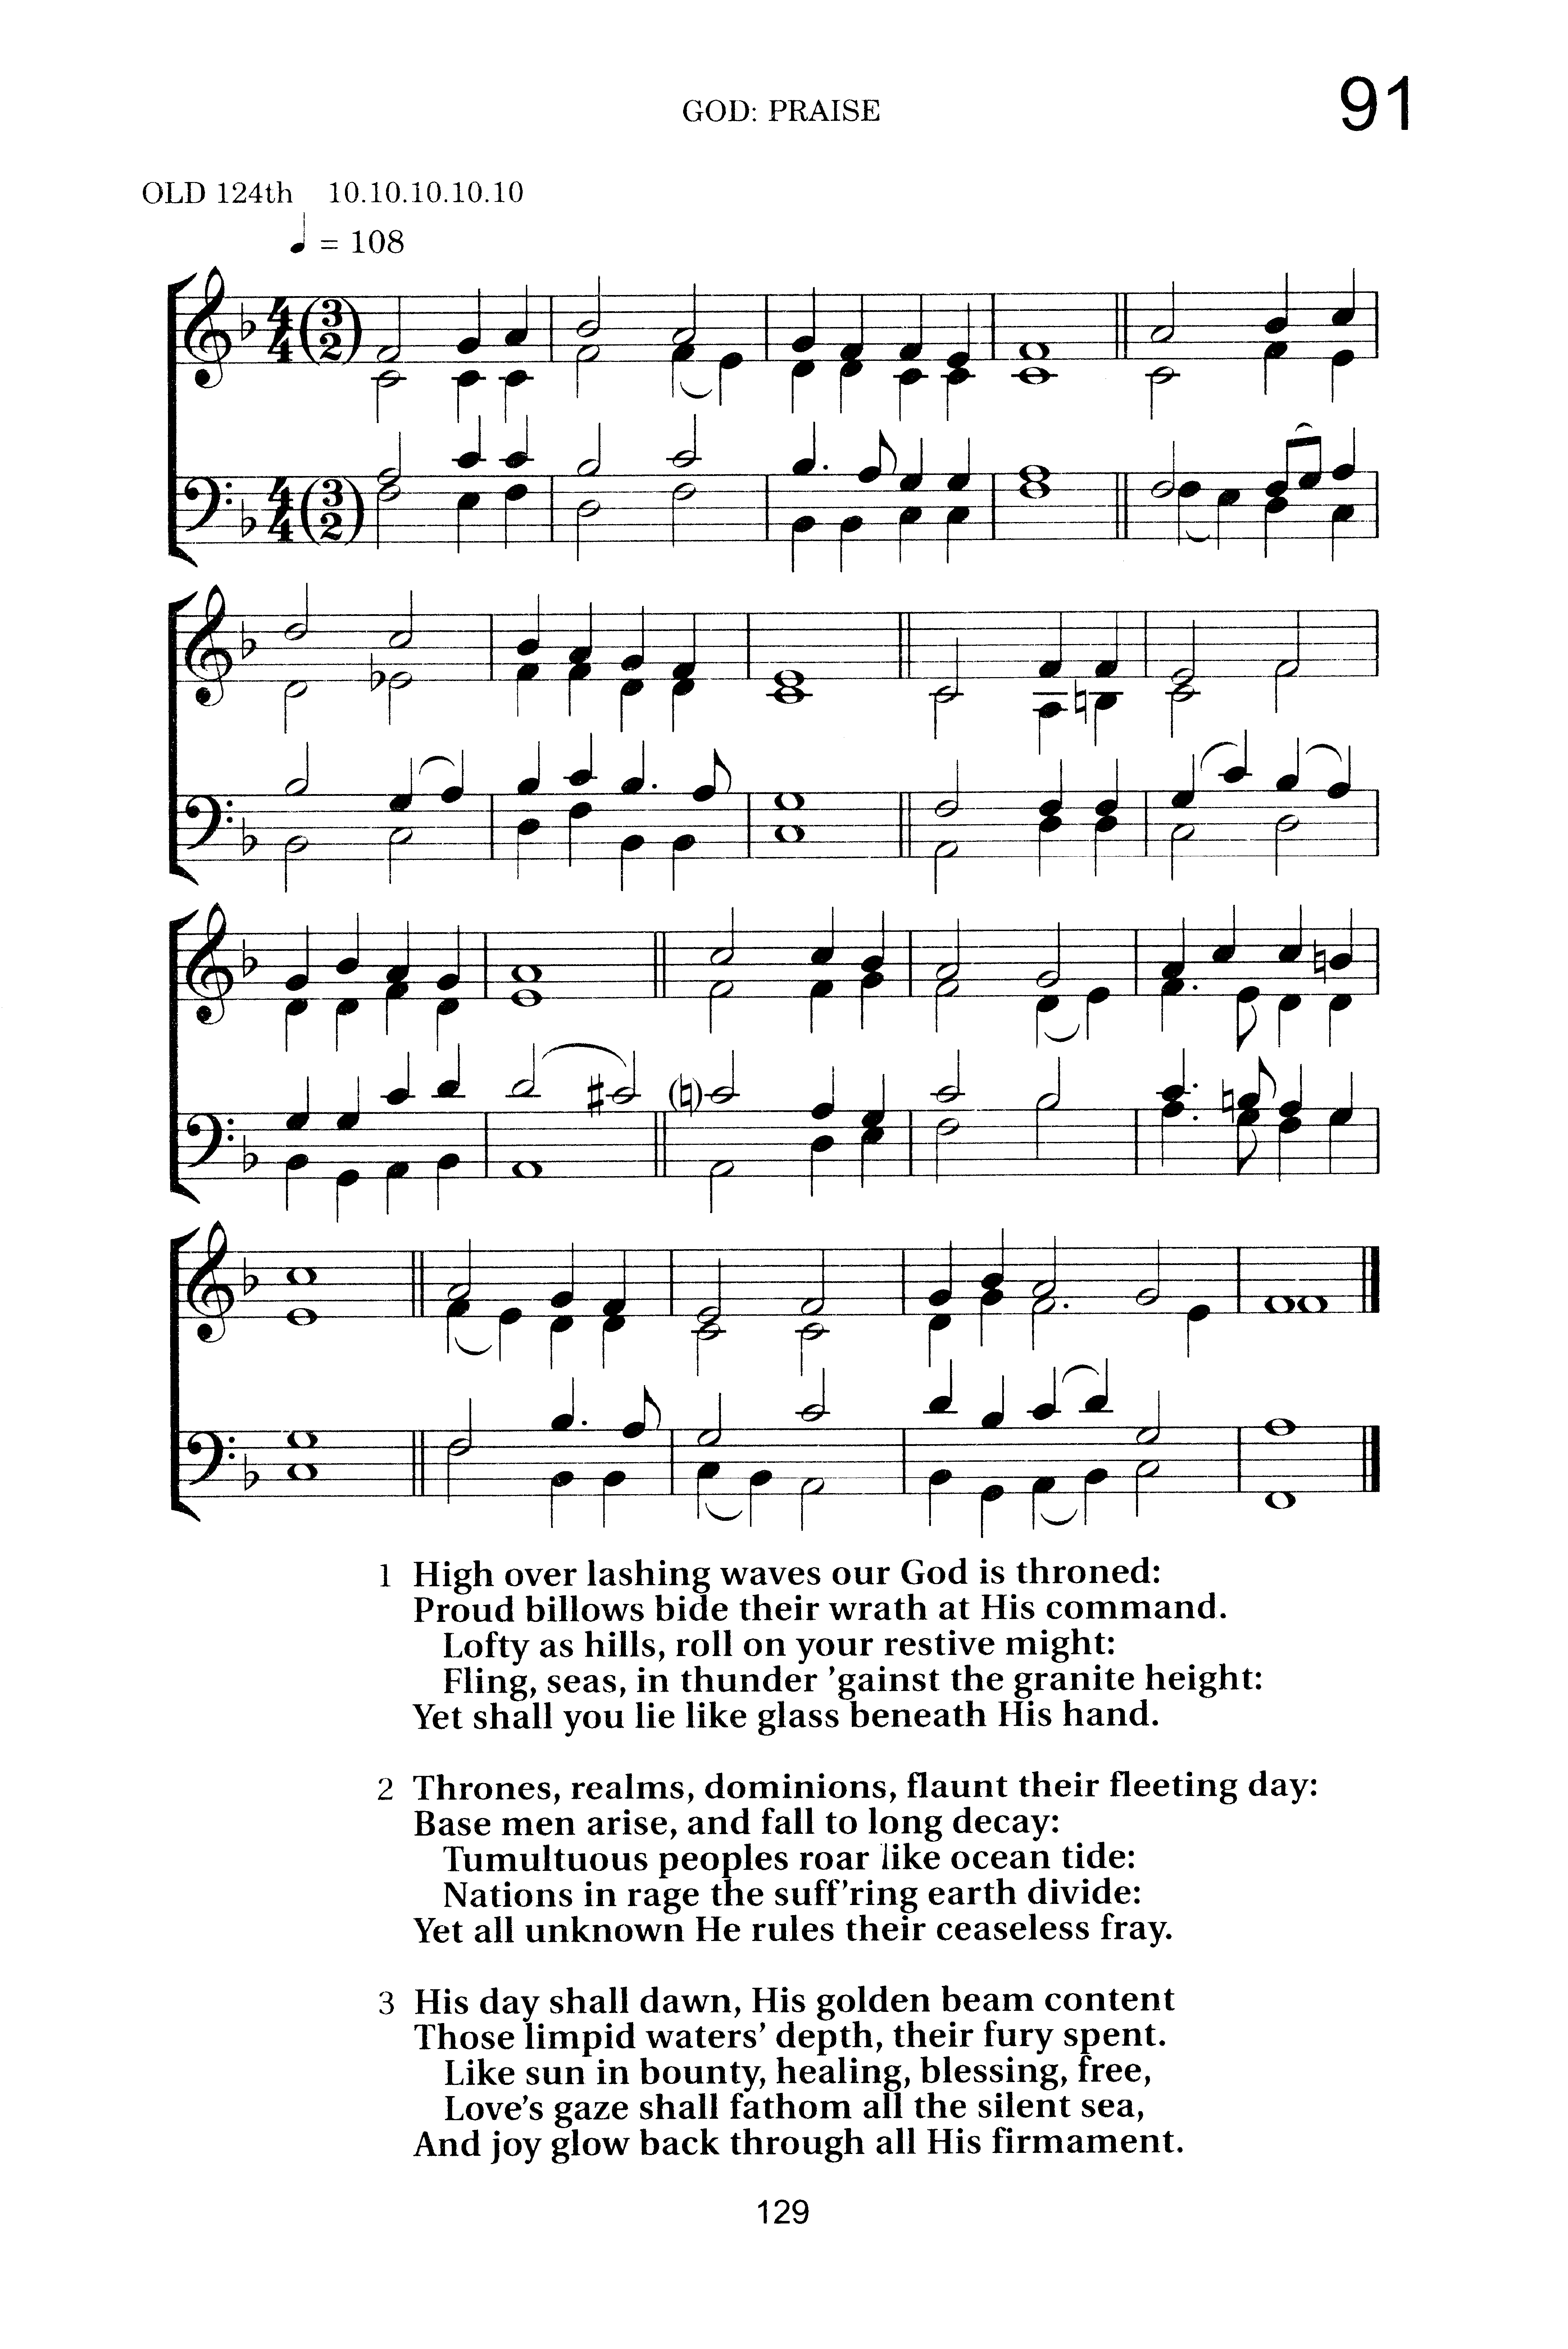 GOD: PRAISE
91
OLD 124th 10.10.10.10.10
= 108
1 High over lashing waves our God is throned:
Proud billows bide their wrath at His command.
Lofty as hills, roll on your restive might:
Fling, seas, in thunder ’gainst the granite height:
Yet shall you lie like glass beneath His hand.
2 Thrones, realms, dominions, flaunt their fleeting day:
Base men arise, and fall to long decay:
Tumultuous peoples roar like ocean tide:
Nations in rage the suff’ring earth divide:
Yet all unknown He rules their ceaseless fray.
3 His day shall dawn, His golden beam content
Those limpid waters’ depth, their fury spent.
Like sun in bounty, healing, blessing, free,
Love’s gaze shall fathom all the silent sea,
And joy glow back through all His firmament.
129